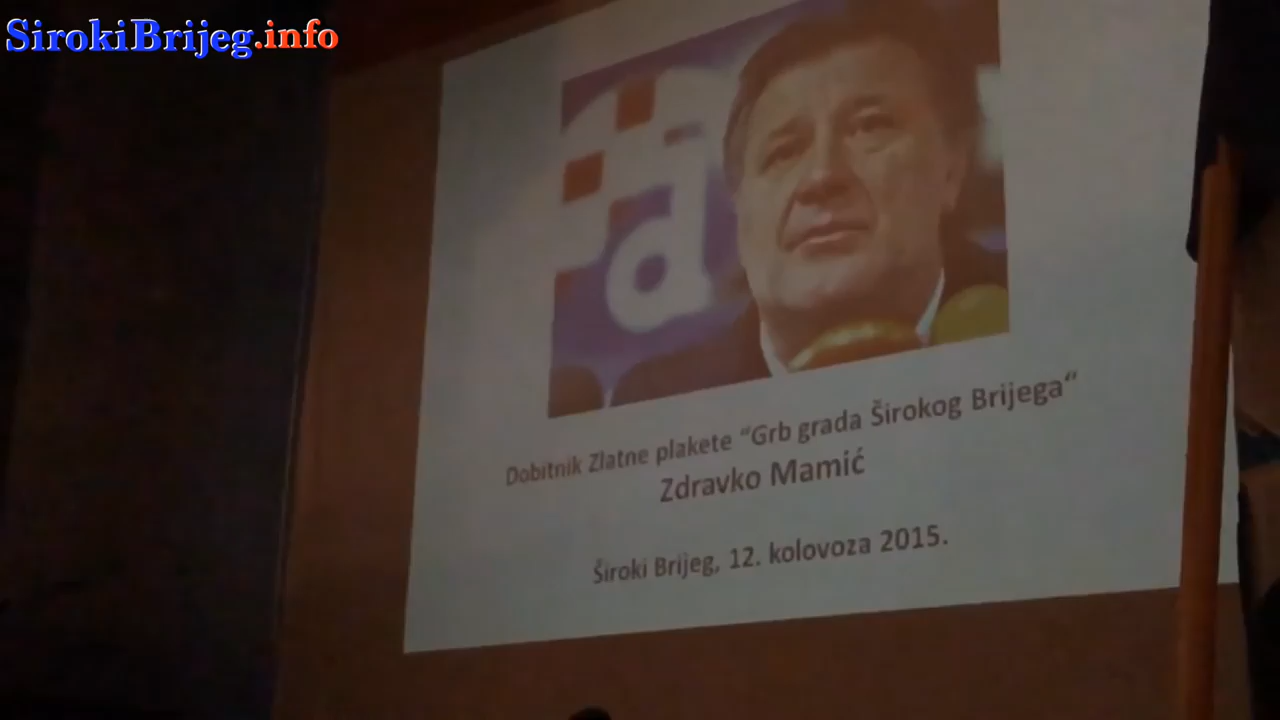 SirokiBrijeg.info
d
Dobitnik Zlatne plakete “Grb grada Širokog Brijega“
Zdravko Mamić
Široki Brijeg, 12. kolovoza 2015.